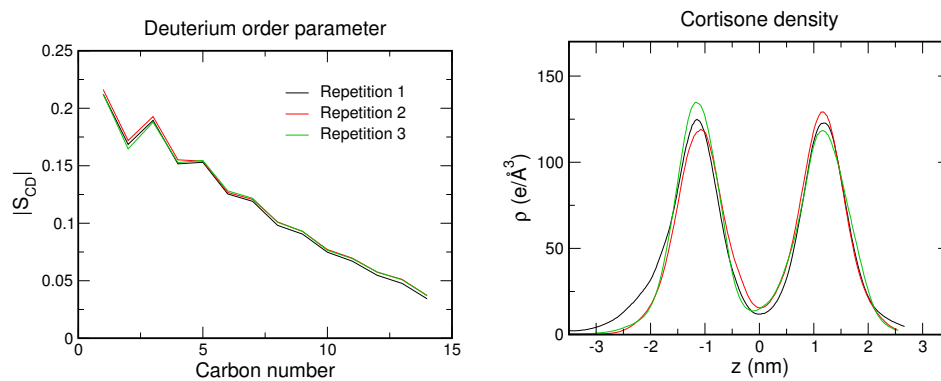 Deuterium order parameter
0.25
0.2
0.15
0.1
0.05
0
|S_CD|
Repetition 1
Repetition 2
Repetition 3
0 5 10 15
Carbon number
Cortisone density
150
100
50
0
ρ (e/Å³)
-3 -2 -1 0 1 2 3
z (nm)